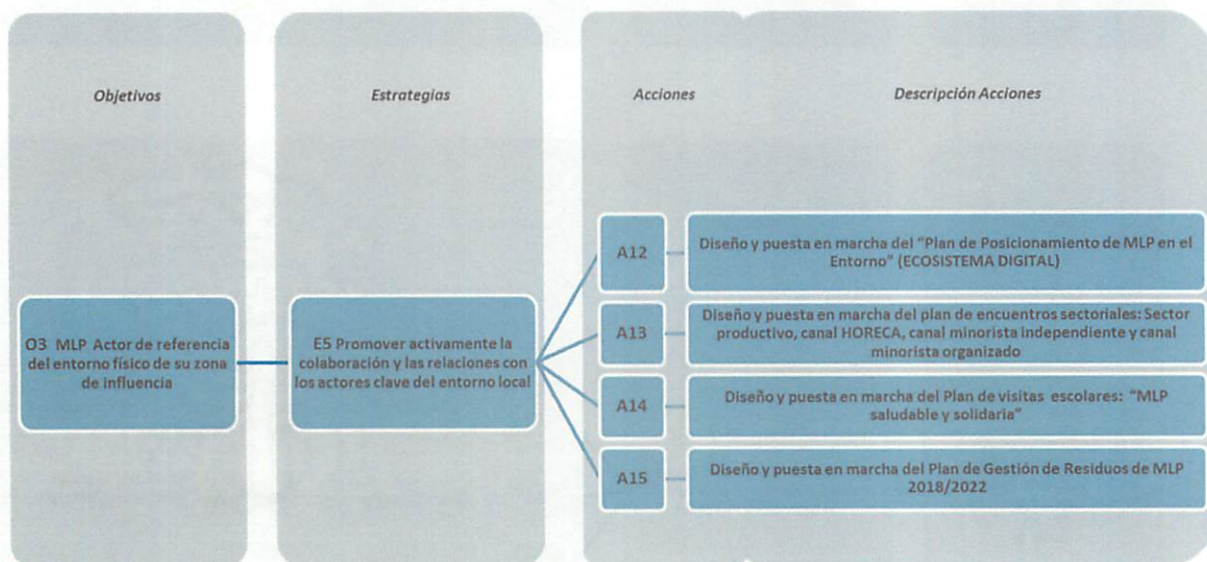 Objetivos
Estrategias
Acciones
Descripción Acciones
O3 MLP Actor de referencia
del entorno físico de su zona
de influencia
E5 Promover activamente la
colaboración y las relaciones con
los actores clave del entorno local
A12
Diseño y puesta en marcha del "Plan de Posicionamiento de MLP en el
Entorno" (ECOSISTEMA DIGITAL)
A13
Diseño y puesta en marcha del plan de encuentros sectoriales: Sector
productivo, canal HORECA, canal minorista independiente y canal
minorista organizado
A14
Diseño y puesta en marcha del Plan de visitas escolares: "MLP
saludable y solidaria"
A15
Diseño y puesta en marcha del Plan de Gestión de Residuos de MLP
2018/2022